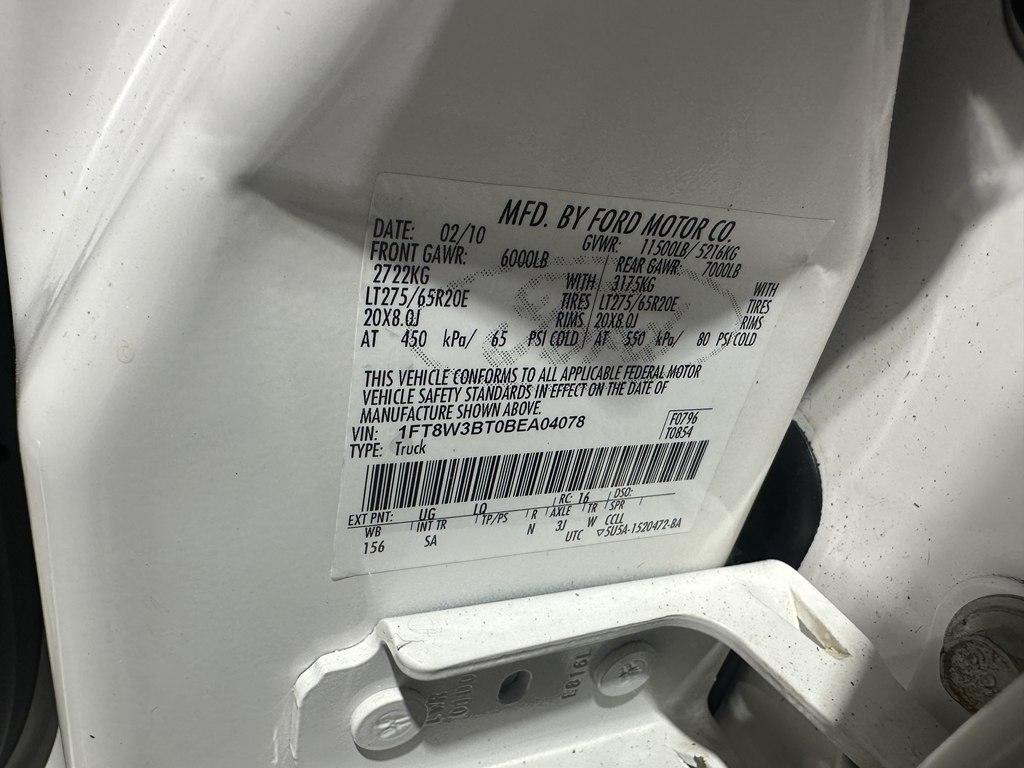 MFD. BY FORD MOTOR CO.
DATE: 02/10 GVWR: 11500LB/ 5216KG
FRONT GAWR: 6000LB REAR GAWR: 7000LB
2722KG WITH 3175KG WITH
LT275/65R20E TIRES LT275/65R20E TIRES
20X8.0J RIMS 20X8.0J RIMS
AT 450 kPa/ 65 PSI COLD AT 550 kPa/ 80 PSI COLD
THIS VEHICLE CONFORMS TO ALL APPLICABLE FEDERAL MOTOR
VEHICLE SAFETY STANDARDS IN EFFECT ON THE DATE OF
MANUFACTURE SHOWN ABOVE.
VIN: 1FT8W3BT0BEA04078 F0796
TYPE: Truck T0854
EXT PNT: UG LQ RC: 16 DSO:
WB INT TR TP/PS R AXLE TR SPR
156 SA N 3J W CCLL
UTC ▽5U5A-1520472-BA
E8197